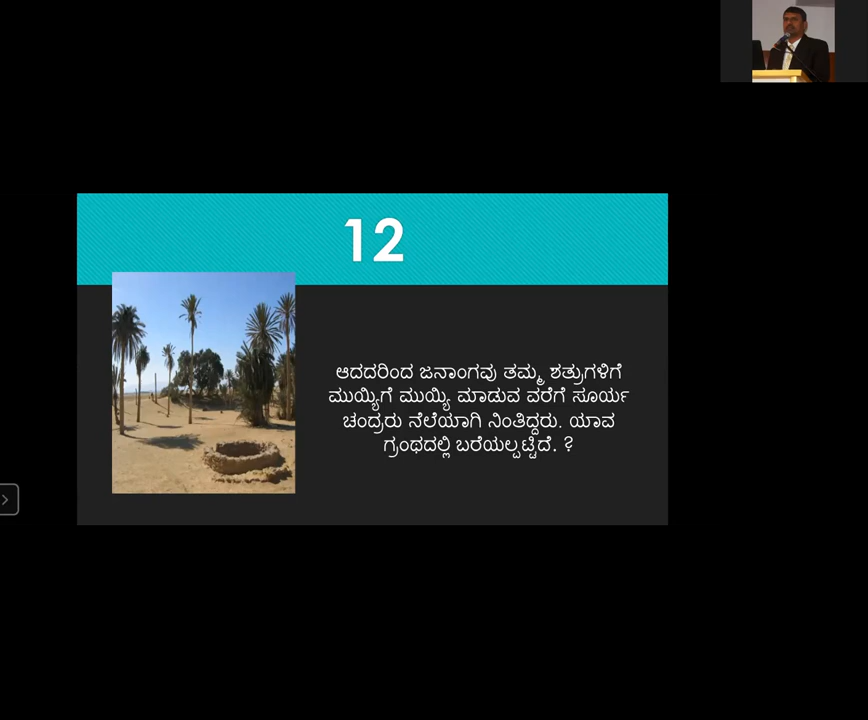 12
ಆದದರಿಂದ ಜನಾಂಗವು ತಮ್ಮ ಶತ್ರುಗಳಿಗೆ
ಮುಯ್ಯಿಗೆ ಮುಯ್ಯಿ ಮಾಡುವ ವರೆಗೆ ಸೂರ್ಯ
ಚಂದ್ರರು ನೆಲೆಯಾಗಿ ನಿಂತಿದ್ದರು. ಯಾವ
ಗ್ರಂಥದಲ್ಲಿ ಬರೆಯಲ್ಪಟ್ಟಿದೆ. ?